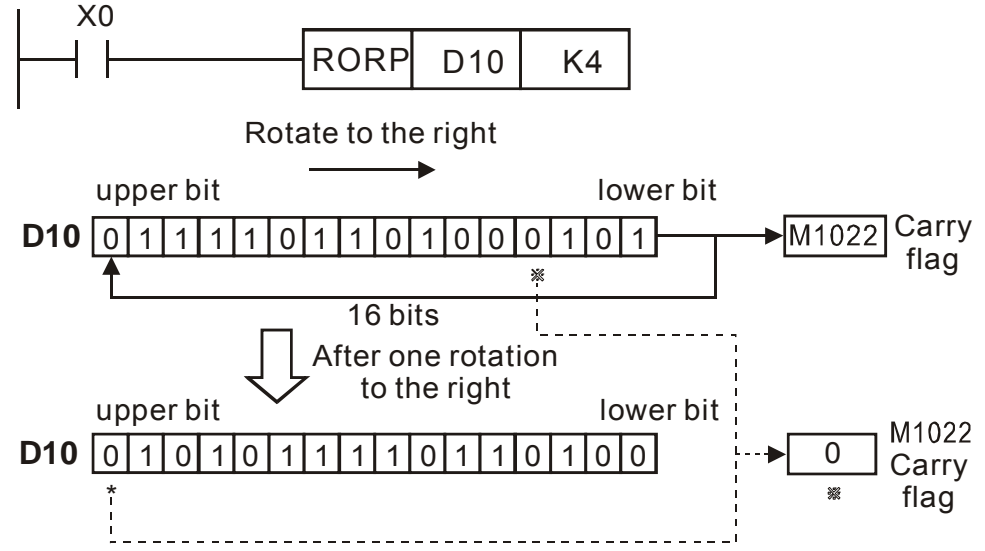 X0
RORP D10 K4
Rotate to the right
upper bit lower bit
D10 0 1 1 1 1 0 1 1 0 1 0 0 0 1 0 1 M1022 Carry flag
※
16 bits
After one rotation
to the right
upper bit lower bit
D10 0 1 0 1 0 1 1 1 1 0 1 1 0 1 0 0 0 M1022
Carry
flag
* ※